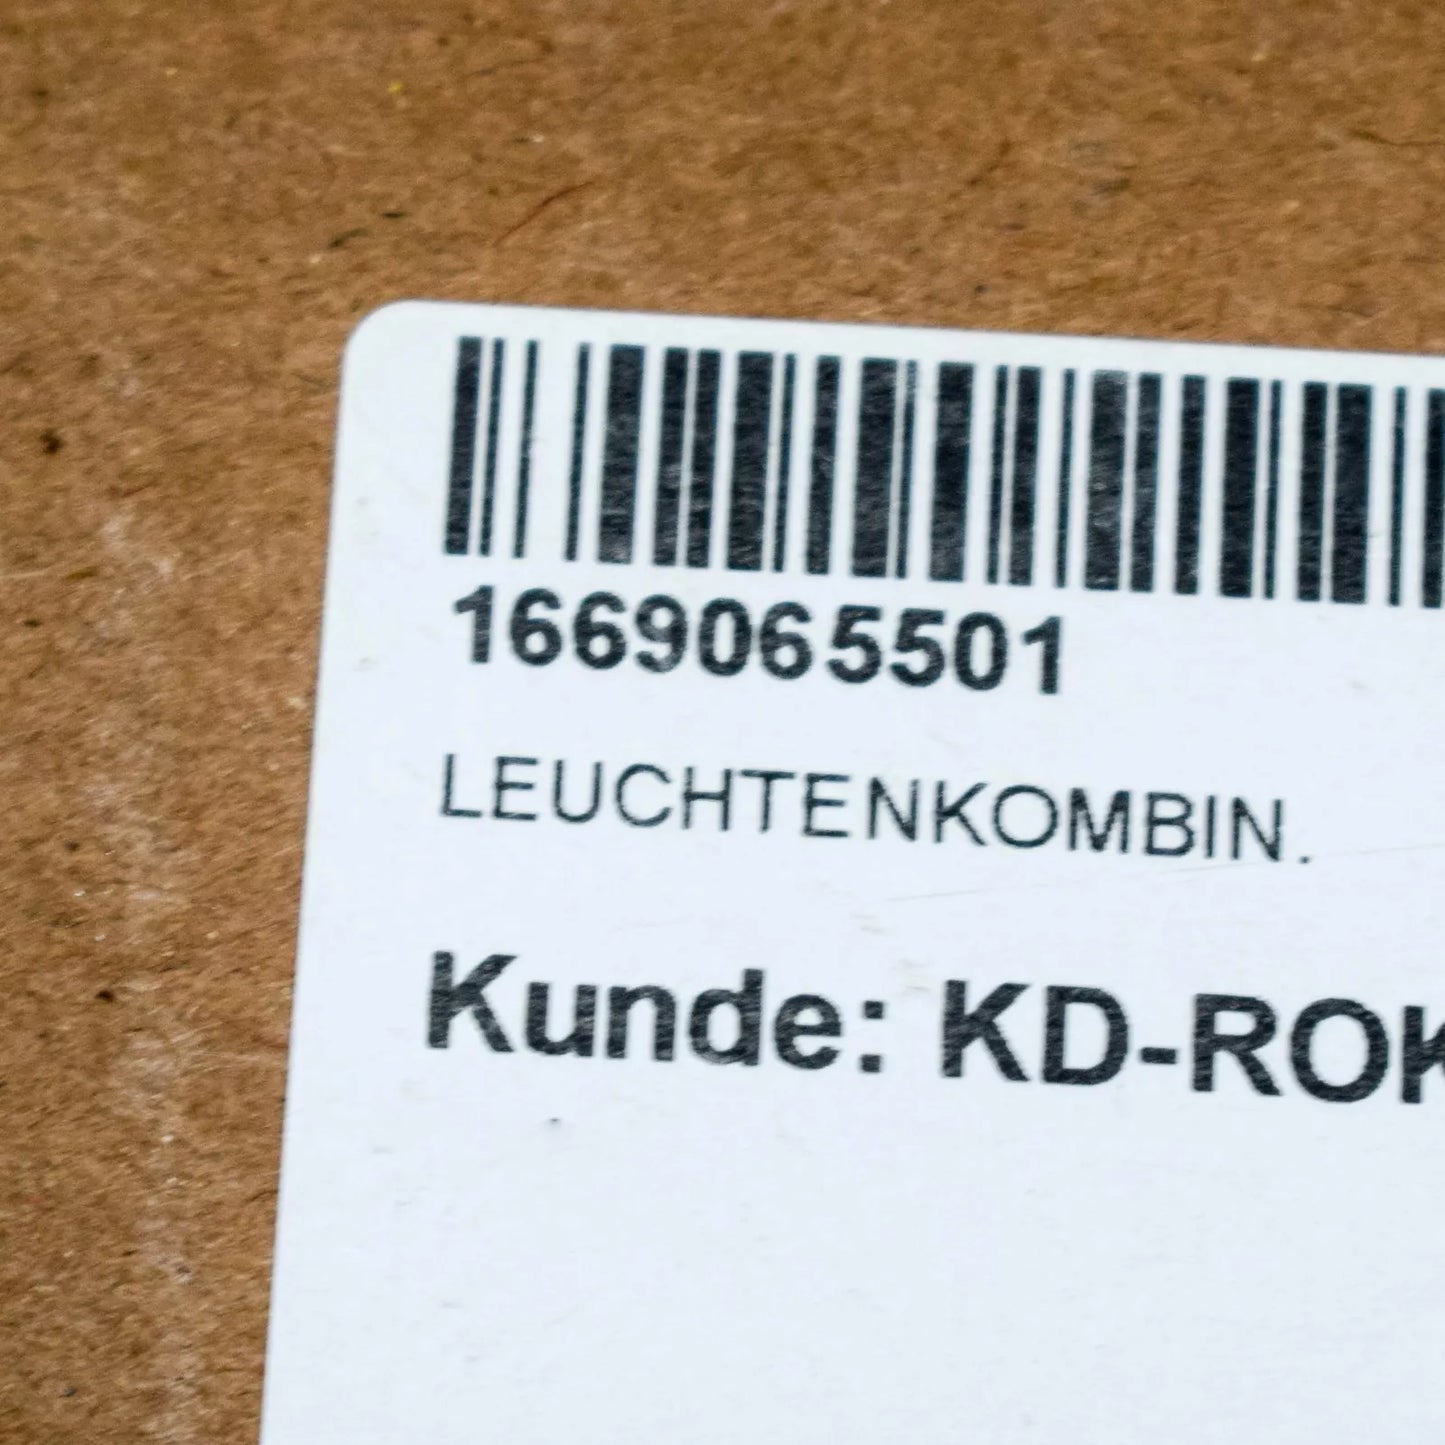 1669065501
LEUCHTENKOMBIN.
Kunde: KD-ROK